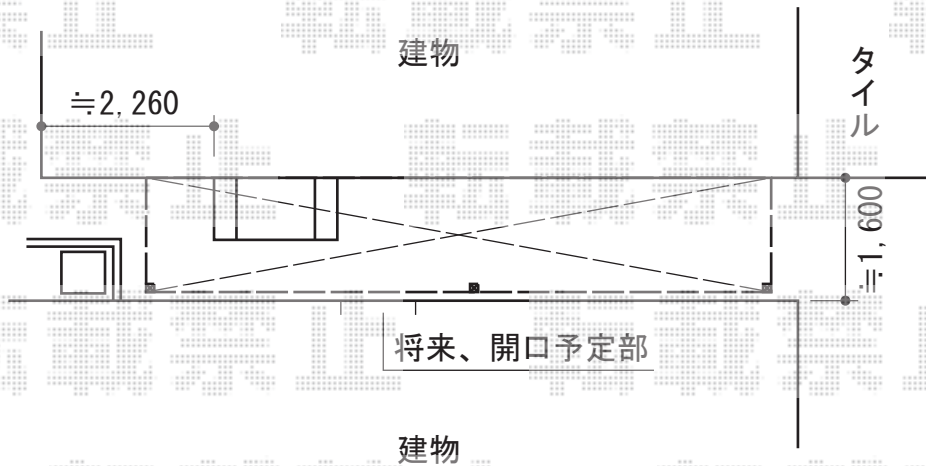 建物
タイル
≒2,260
≒1,600
将来、開口予定部
建物